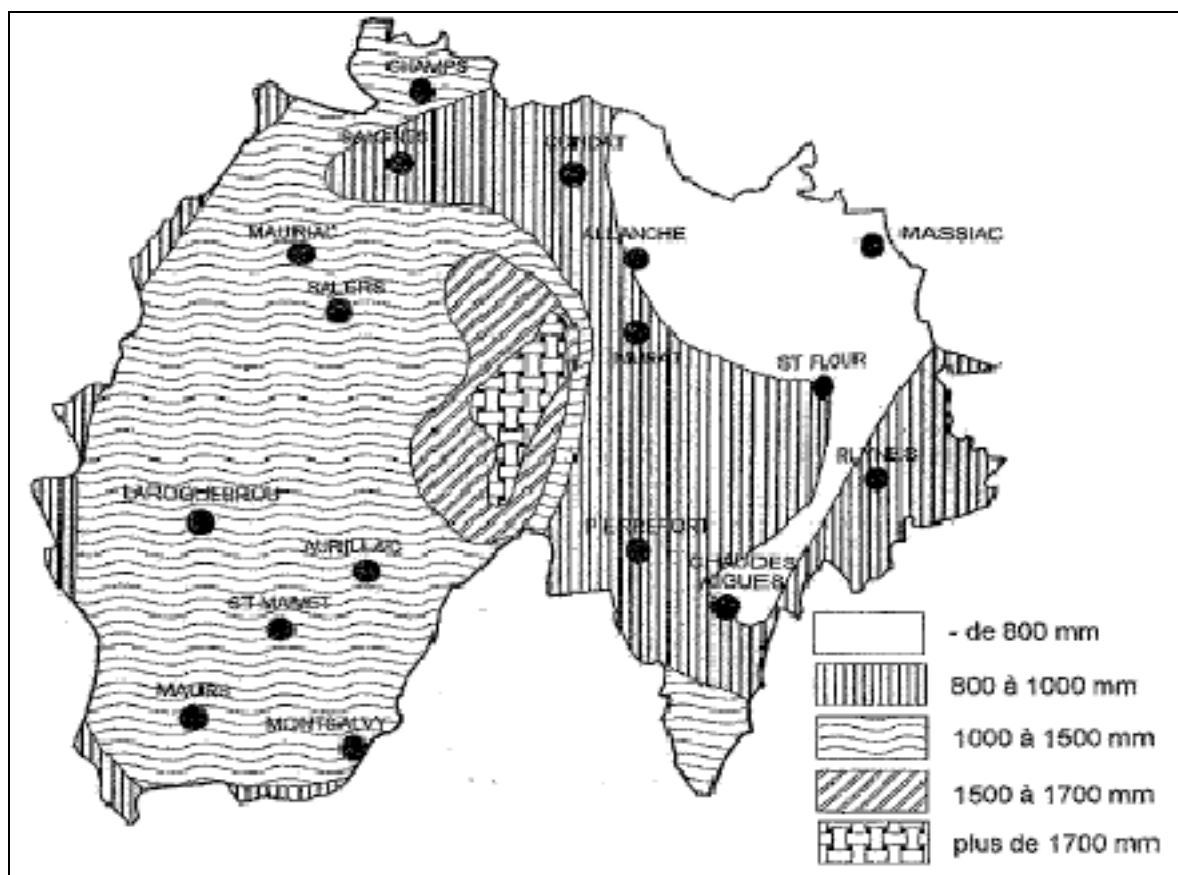 CHAMPS
SAIGNES
CONDAT
MAURIAC
ALLANCHE
MASSIAC
SALERS
MURAT
ST FLOUR
RUYNES
LAROQUEBROU
PIERREFORT
AURILLAC
CHAUDES
AIGUES
ST MAMET
MAURS
MONTSALVY
- de 800 mm
800 à 1000 mm
1000 à 1500 mm
1500 à 1700 mm
plus de 1700 mm